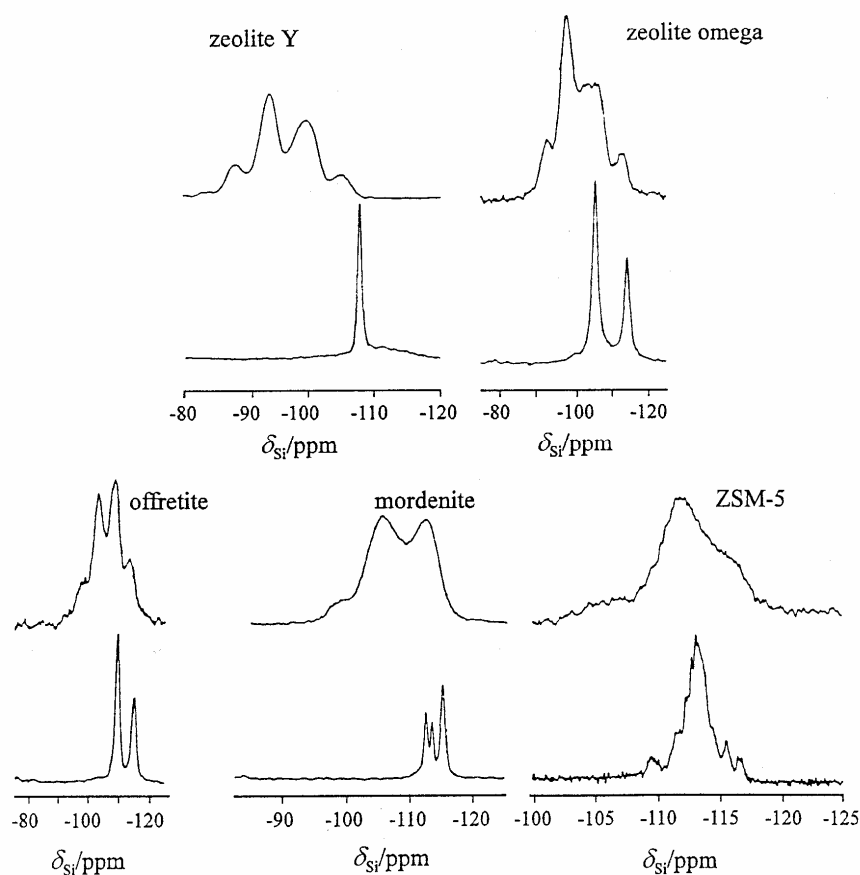 zeolite Y
zeolite omega
-80 -90 -100 -110 -120
-80 -100 -120
δSi/ppm
δSi/ppm
offretite
mordenite
ZSM-5
-80 -100 -120
-90 -100 -110 -120
-100 -105 -110 -115 -120 -125
δSi/ppm
δSi/ppm
δSi/ppm